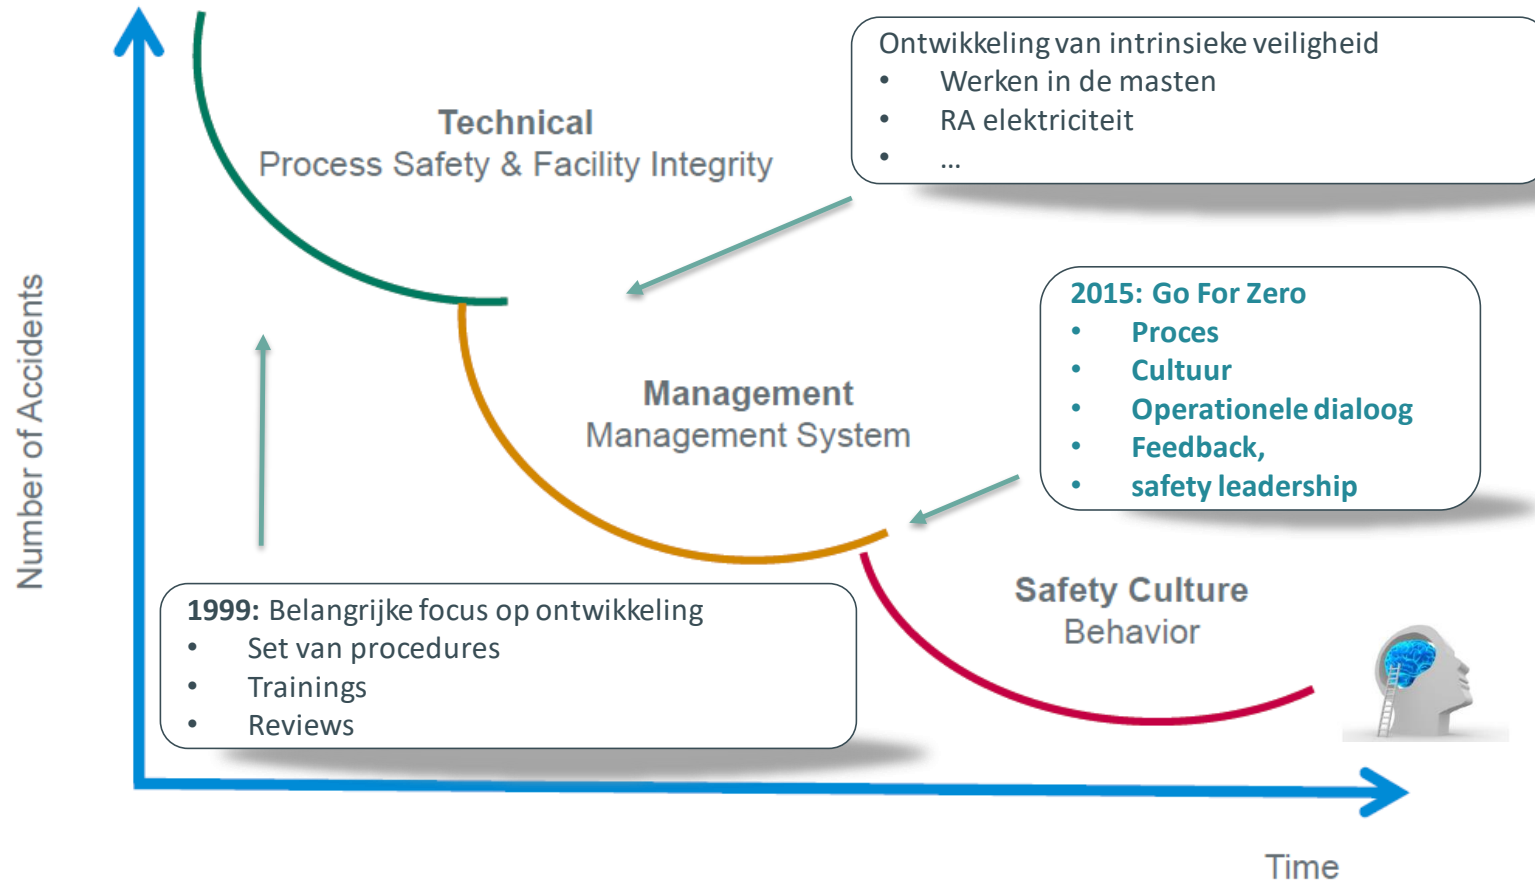 Ontwikkeling van intrinsieke veiligheid
• Werken in de masten
• RA elektriciteit
• ...
Technical
Process Safety & Facility Integrity
Number of Accidents
2015: Go For Zero
• Proces
• Cultuur
• Operationele dialoog
• Feedback,
• safety leadership
Management
Management System
1999: Belangrijke focus op ontwikkeling
• Set van procedures
• Trainings
• Reviews
Safety Culture
Behavior
Time